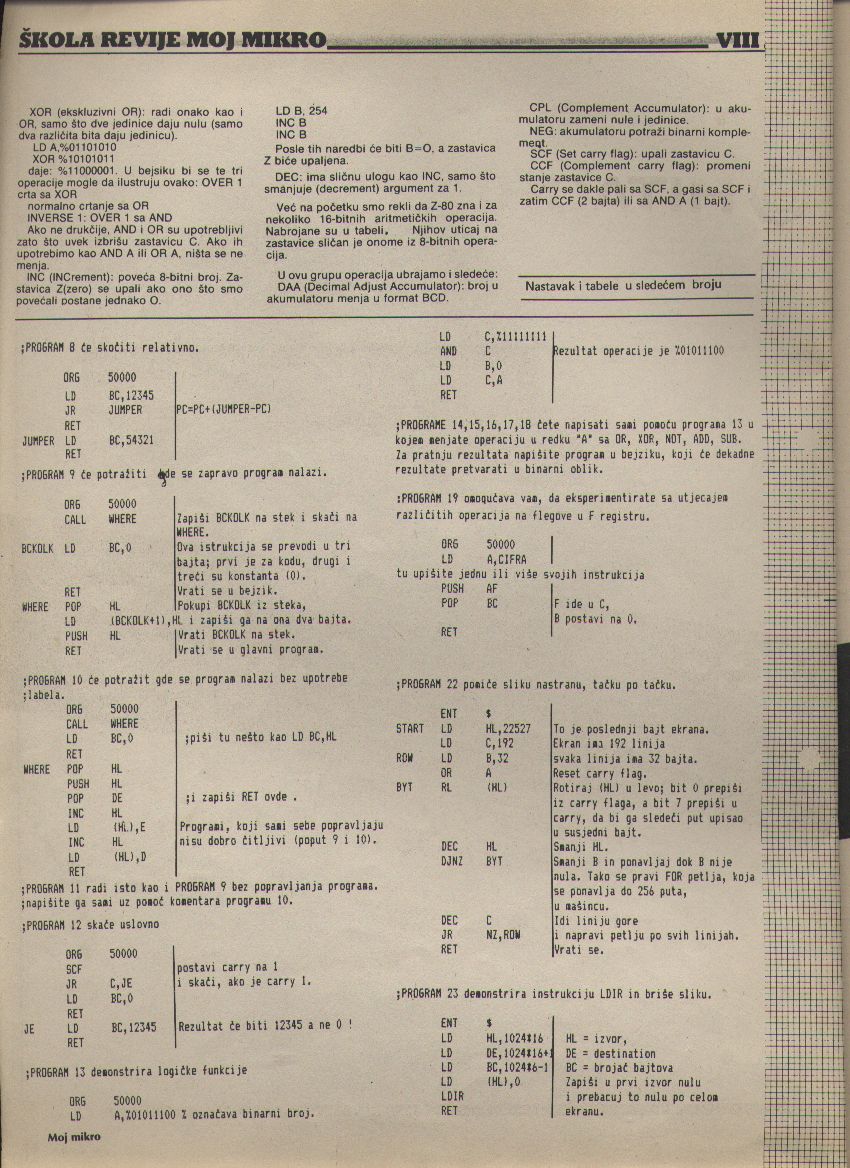 ŠKOLA REVIJE MOJ MIKRO VIII
XOR (ekskluzivni OR): radi onako kao i
OR, samo što dve jedinice daju nulu (samo
dva različita bita daju jedinicu).
LD A,%01101010
XOR %10101011
daje: %11000001. U bejsiku bi se te tri
operacije mogle da ilustruju ovako: OVER 1
crta sa XOR
normalno crtanje sa OR
INVERSE 1: OVER 1 sa AND
Ako ne drukčije, AND i OR su upotrebljivi
zato što uvek izbrišu zastavicu C. Ako ih
upotrebimo kao AND A ili OR A, ništa se ne
menja.
INC (INCrement): poveća 8-bitni broj. Za-
stavica Z(zero) se upali ako ono što smo
povećali postane jednako O.
LD B, 254
INC B
INC B
Posle tih naredbi će biti B=O, a zastavica
Z biće upaljena.
DEC: ima sličnu ulogu kao INC, samo što
smanjuje (decrement) argument za 1.
Već na početku smo rekli da Z-80 zna i za
nekoliko 16-bitnih aritmetičkih operacija.
Nabrojane su u tabeli. Njihov uticaj na
zastavice sličan je onome iz 8-bitnih opera-
cija.
U ovu grupu operacija ubrajamo i sledeće:
DAA (Decimal Adjust Accumulator): broj u
akumulatoru menja u format BCD.
CPL (Complement Accumulator): u aku-
mulatoru zameni nule i jedinice.
NEG: akumulatoru potraži binarni komple-
ment.
SCF (Set carry flag): upali zastavicu C.
CCF (Complement carry flag): promeni
stanje zastavice C.
Carry se dakle pali sa SCF, a gasi sa SCF i
zatim CCF (2 bajta) ili sa AND A (1 bajt).
Nastavak i tabele u sledećem broju
;PROGRAM 8 će skočiti relativno.
ORG 50000
LD BC,12345
JR JUMPER PC=PC+(JUMPER-PC)
RET
JUMPER LD BC,54321
RET
;PROGRAM 9 će potražiti gde se zapravo program nalazi.
ORG 50000
CALL WHERE Zapiši BCKOLK na stek i skači na
WHERE.
BCKOLK LD BC,0 Ova istrukcija se prevodi u tri
bajta; prvi je za kodu, drugi i
treći su konstanta (0).
RET Vrati se u bejzik.
WHERE POP HL Pokupi BCKOLK iz steka,
LD (BCKOLK+1),HL i zapiši ga na ona dva bajta.
PUSH HL Vrati BCKOLK na stek.
RET Vrati se u glavni program.
;PROGRAM 10 će potražit gde se program nalazi bez upotrebe
;labela.
ORG 50000
CALL WHERE
LD BC,0 ;piši tu nešto kao LD BC,HL
RET
WHERE POP HL
PUSH HL
POP DE ;i zapiši RET ovde .
INC HL
LD (HL),E Programi, koji sami sebe popravljaju
INC HL nisu dobro čitljivi (poput 9 i 10).
LD (HL),D
RET
;PROGRAM 11 radi isto kao i PROGRAM 9 bez popravljanja programa.
;napišite ga sami uz pomoć komentara programu 10.
;PROGRAM 12 skače uslovno
ORG 50000
SCF postavi carry na 1
JR C,JE i skači, ako je carry 1.
LD BC,0
RET
JE LD BC,12345 Rezultat će biti 12345 a ne 0 !
RET
;PROGRAM 13 demonstrira logičke funkcije
ORG 50000
LD A,%01011100 % označava binarni broj.
LD C,%11111111
AND C Rezultat operacije je %01011100
LD B,0
LD C,A
RET
;PROGRAME 14,15,16,17,18 ćete napisati sami pomoću programa 13 u
kojem menjate operaciju u redku "A" sa OR, XOR, NOT, ADD, SUB.
Za pratnju rezultata napišite program u bejziku, koji će dekadne
rezultate pretvarati u binarni oblik.
;PROGRAM 19 omogućava vam, da eksperimentirate sa utjecajem
različitih operacija na flegove u F registru.
ORG 50000
LD A,CIFRA
tu upišite jednu ili više svojih instrukcija
PUSH AF
POP BC F ide u C,
B postavi na 0.
RET
;PROGRAM 22 pomiče sliku nastranu, tačku po tačku.
ENT $
START LD HL,22527 To je poslednji bajt ekrana.
LD C,192 Ekran ima 192 linija
ROW LD B,32 svaka linija ima 32 bajta.
OR A Reset carry flag.
BYT RL (HL) Rotiraj (HL) u levo; bit 0 prepiši
iz carry flaga, a bit 7 prepiši u
carry, da bi ga sledeći put upisao
u susjedni bajt.
DEC HL Smanji HL.
DJNZ BYT Smanji B in ponavljaj dok B nije
nula. Tako se pravi FOR petlja, koja
se ponavlja do 256 puta,
u mašincu.
DEC C Idi liniju gore
JR NZ,ROW i napravi petlju po svih linijah.
RET Vrati se.
;PROGRAM 23 demonstrira instrukciju LDIR in briše sliku.
ENT $
LD HL,1024*16 HL = izvor,
LD DE,1024*16+1 DE = destination
LD BC,1024*6-1 BC = brojač bajtova
LD (HL),0 Zapiši u prvi izvor nulu
LDIR i prebacuj to nulo po celom
RET ekranu.
Moj mikro